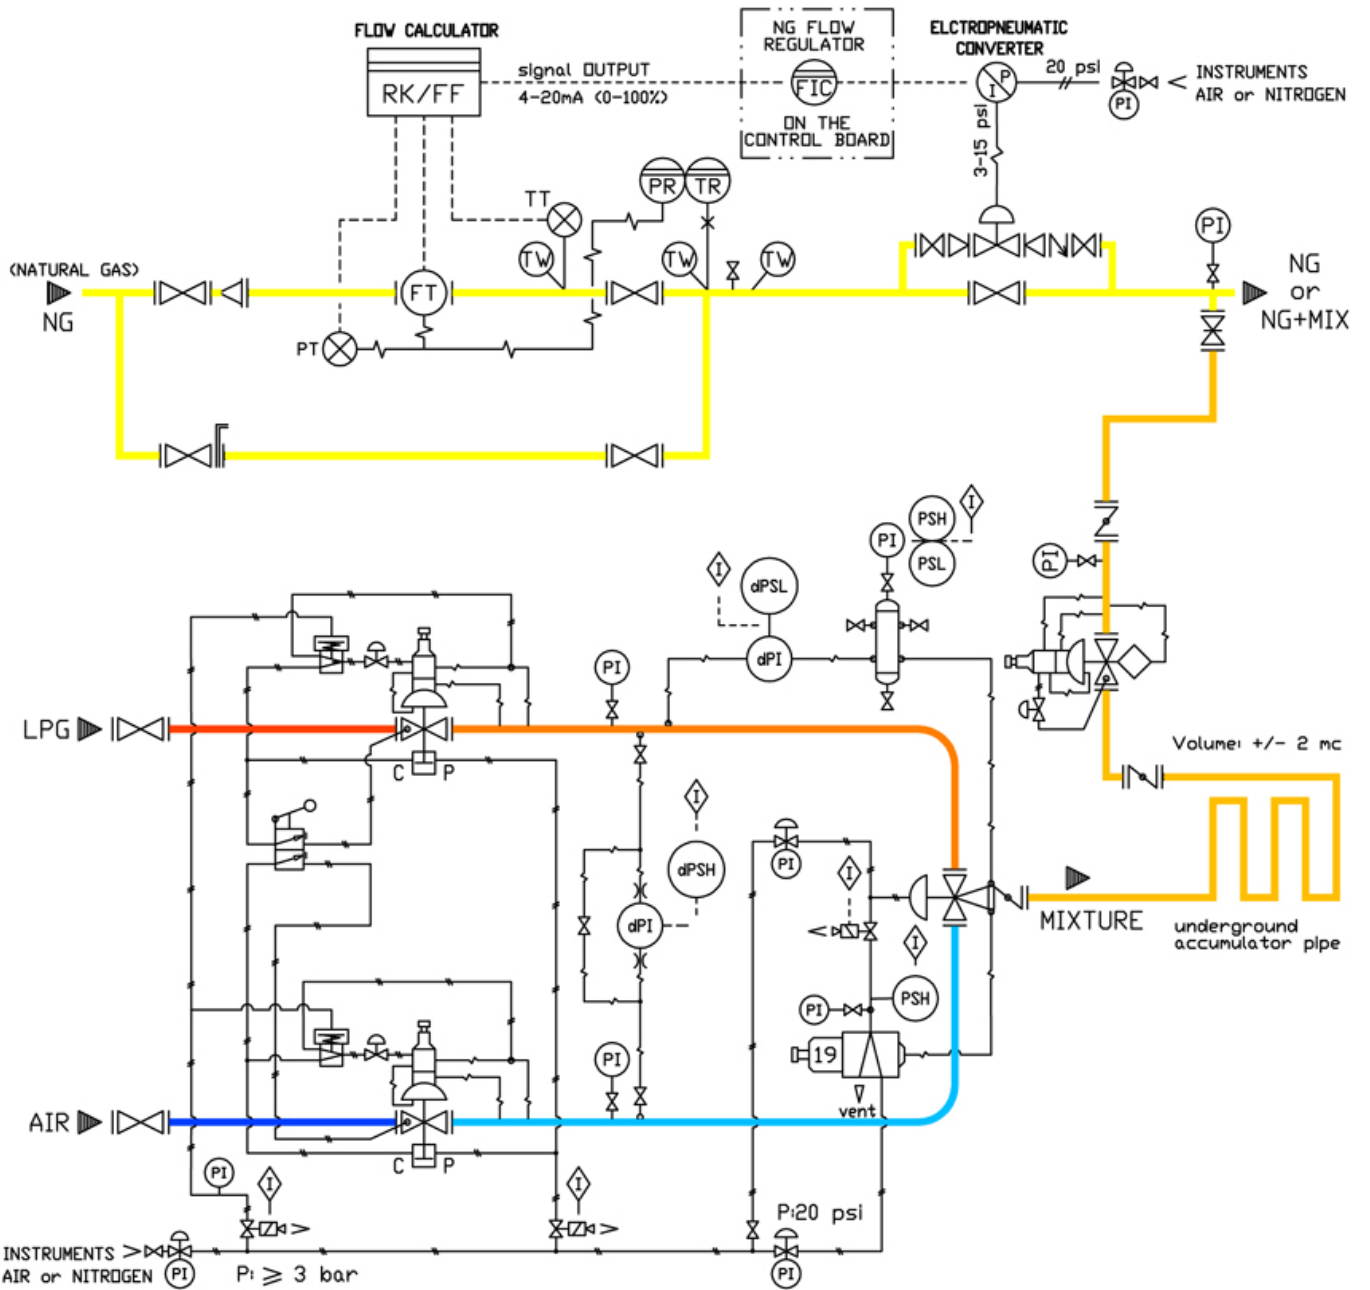 FLOW CALCULATOR
RK/FF
signal OUTPUT
4-20mA (0-100%)
NG FLOW
REGULATOR
FIC
ON THE
CONTROL BOARD
ELCTROPNEUMATIC
CONVERTER
P
I
20 psi
PI
INSTRUMENTS
AIR or NITROGEN
3-15 psi
PR
TR
TT
TW
TW
TW
PI
(NATURAL GAS)
NG
FT
PT
NG
or
NG+MIX
PSH
I
PI
PSL
PI
I
dPSL
dPI
PI
LPG
C
P
Volume: +/- 2 mc
I
dPSH
dPI
PI
I
MIXTURE
underground
accumulator pipe
I
PSH
PI
19
vent
PI
AIR
C
P
PI
I
I
P:20 psi
INSTRUMENTS
AIR or NITROGEN
PI
P: ≥ 3 bar
PI